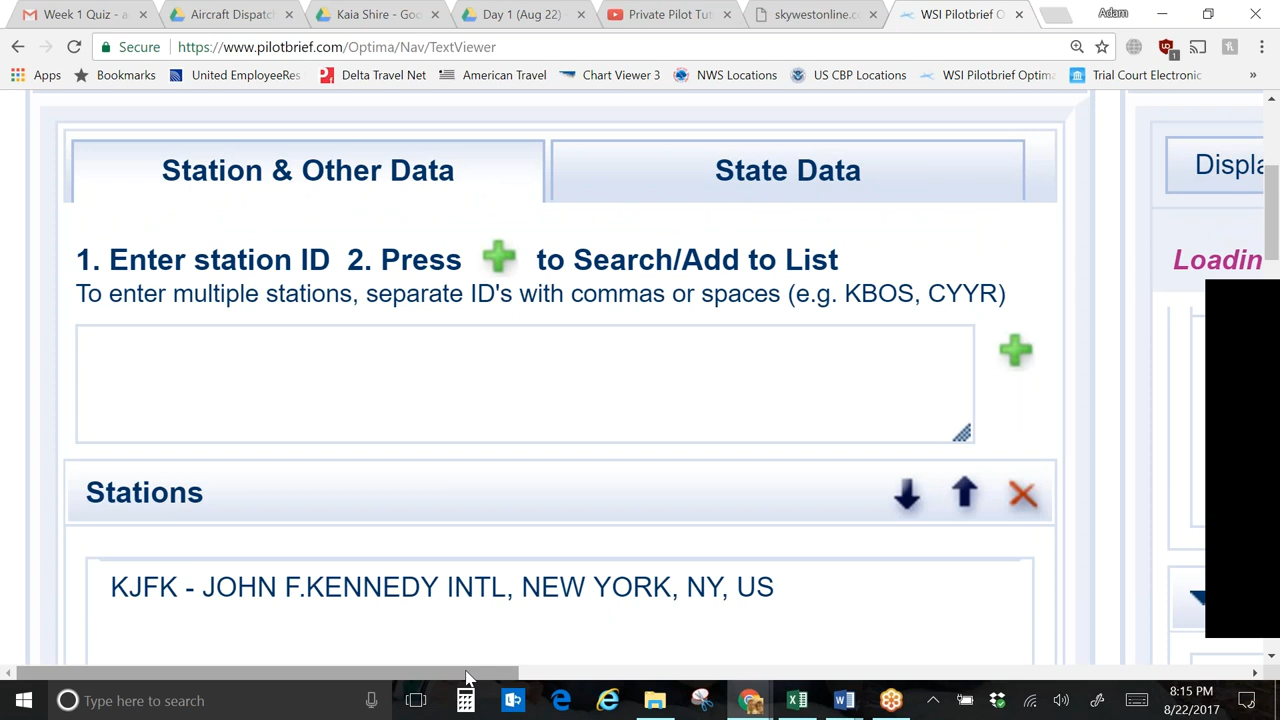 Week 1 Quiz - a
Aircraft Dispatc
Kaia Shire - Goo
Day 1 (Aug 22)
Private Pilot Tut
skywestonline.co
WSI Pilotbrief O
Adam
Secure
https://www.pilotbrief.com/Optima/Nav/TextViewer
Apps
Bookmarks
United EmployeeRes
Delta Travel Net
American Travel
Chart Viewer 3
NWS Locations
US CBP Locations
WSI Pilotbrief Optima
Trial Court Electronic
Station & Other Data
State Data
Displa
1. Enter station ID 2. Press to Search/Add to List
To enter multiple stations, separate ID's with commas or spaces (e.g. KBOS, CYYR)
Loadin
Stations
KJFK - JOHN F.KENNEDY INTL, NEW YORK, NY, US
Type here to search
8:15 PM
8/22/2017